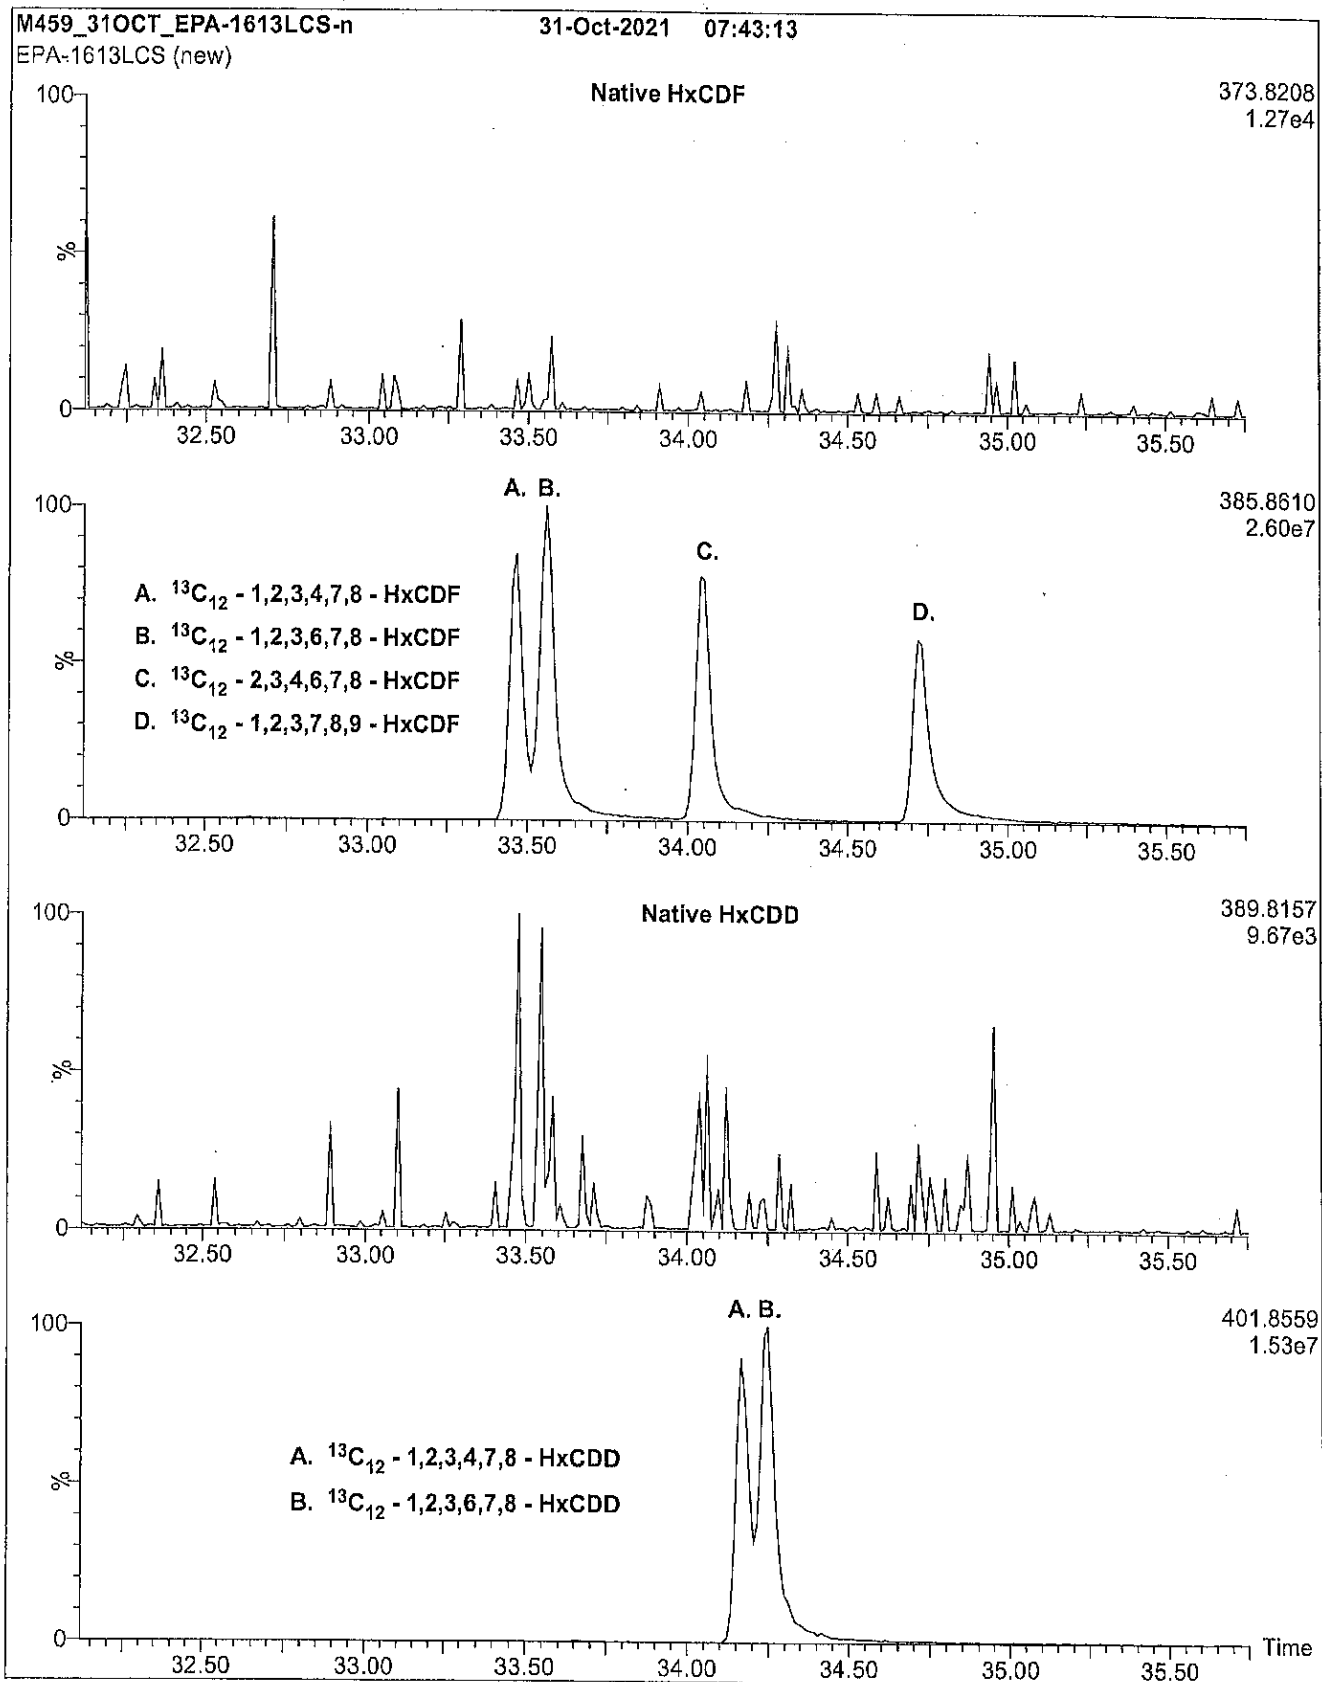 M459_31OCT_EPA-1613LCS-n 31-Oct-2021 07:43:13
EPA-1613LCS (new)
Native HxCDF
373.8208
1.27e4
100
%
0
32.50 33.00 33.50 34.00 34.50 35.00 35.50
A. B.
C.
D.
385.8610
2.60e7
100
A. ¹³C₁₂ - 1,2,3,4,7,8 - HxCDF
B. ¹³C₁₂ - 1,2,3,6,7,8 - HxCDF
C. ¹³C₁₂ - 2,3,4,6,7,8 - HxCDF
D. ¹³C₁₂ - 1,2,3,7,8,9 - HxCDF
%
0
32.50 33.00 33.50 34.00 34.50 35.00 35.50
Native HxCDD
389.8157
9.67e3
100
%
0
32.50 33.00 33.50 34.00 34.50 35.00 35.50
A. B.
401.8559
1.53e7
100
A. ¹³C₁₂ - 1,2,3,4,7,8 - HxCDD
B. ¹³C₁₂ - 1,2,3,6,7,8 - HxCDD
%
0
Time
32.50 33.00 33.50 34.00 34.50 35.00 35.50